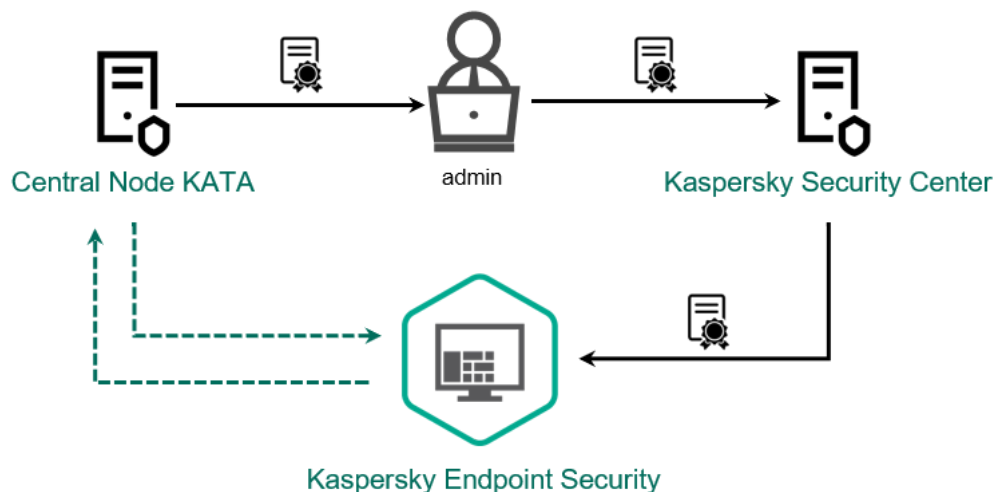 admin
Central Node KATA
Kaspersky Security Center
Kaspersky Endpoint Security